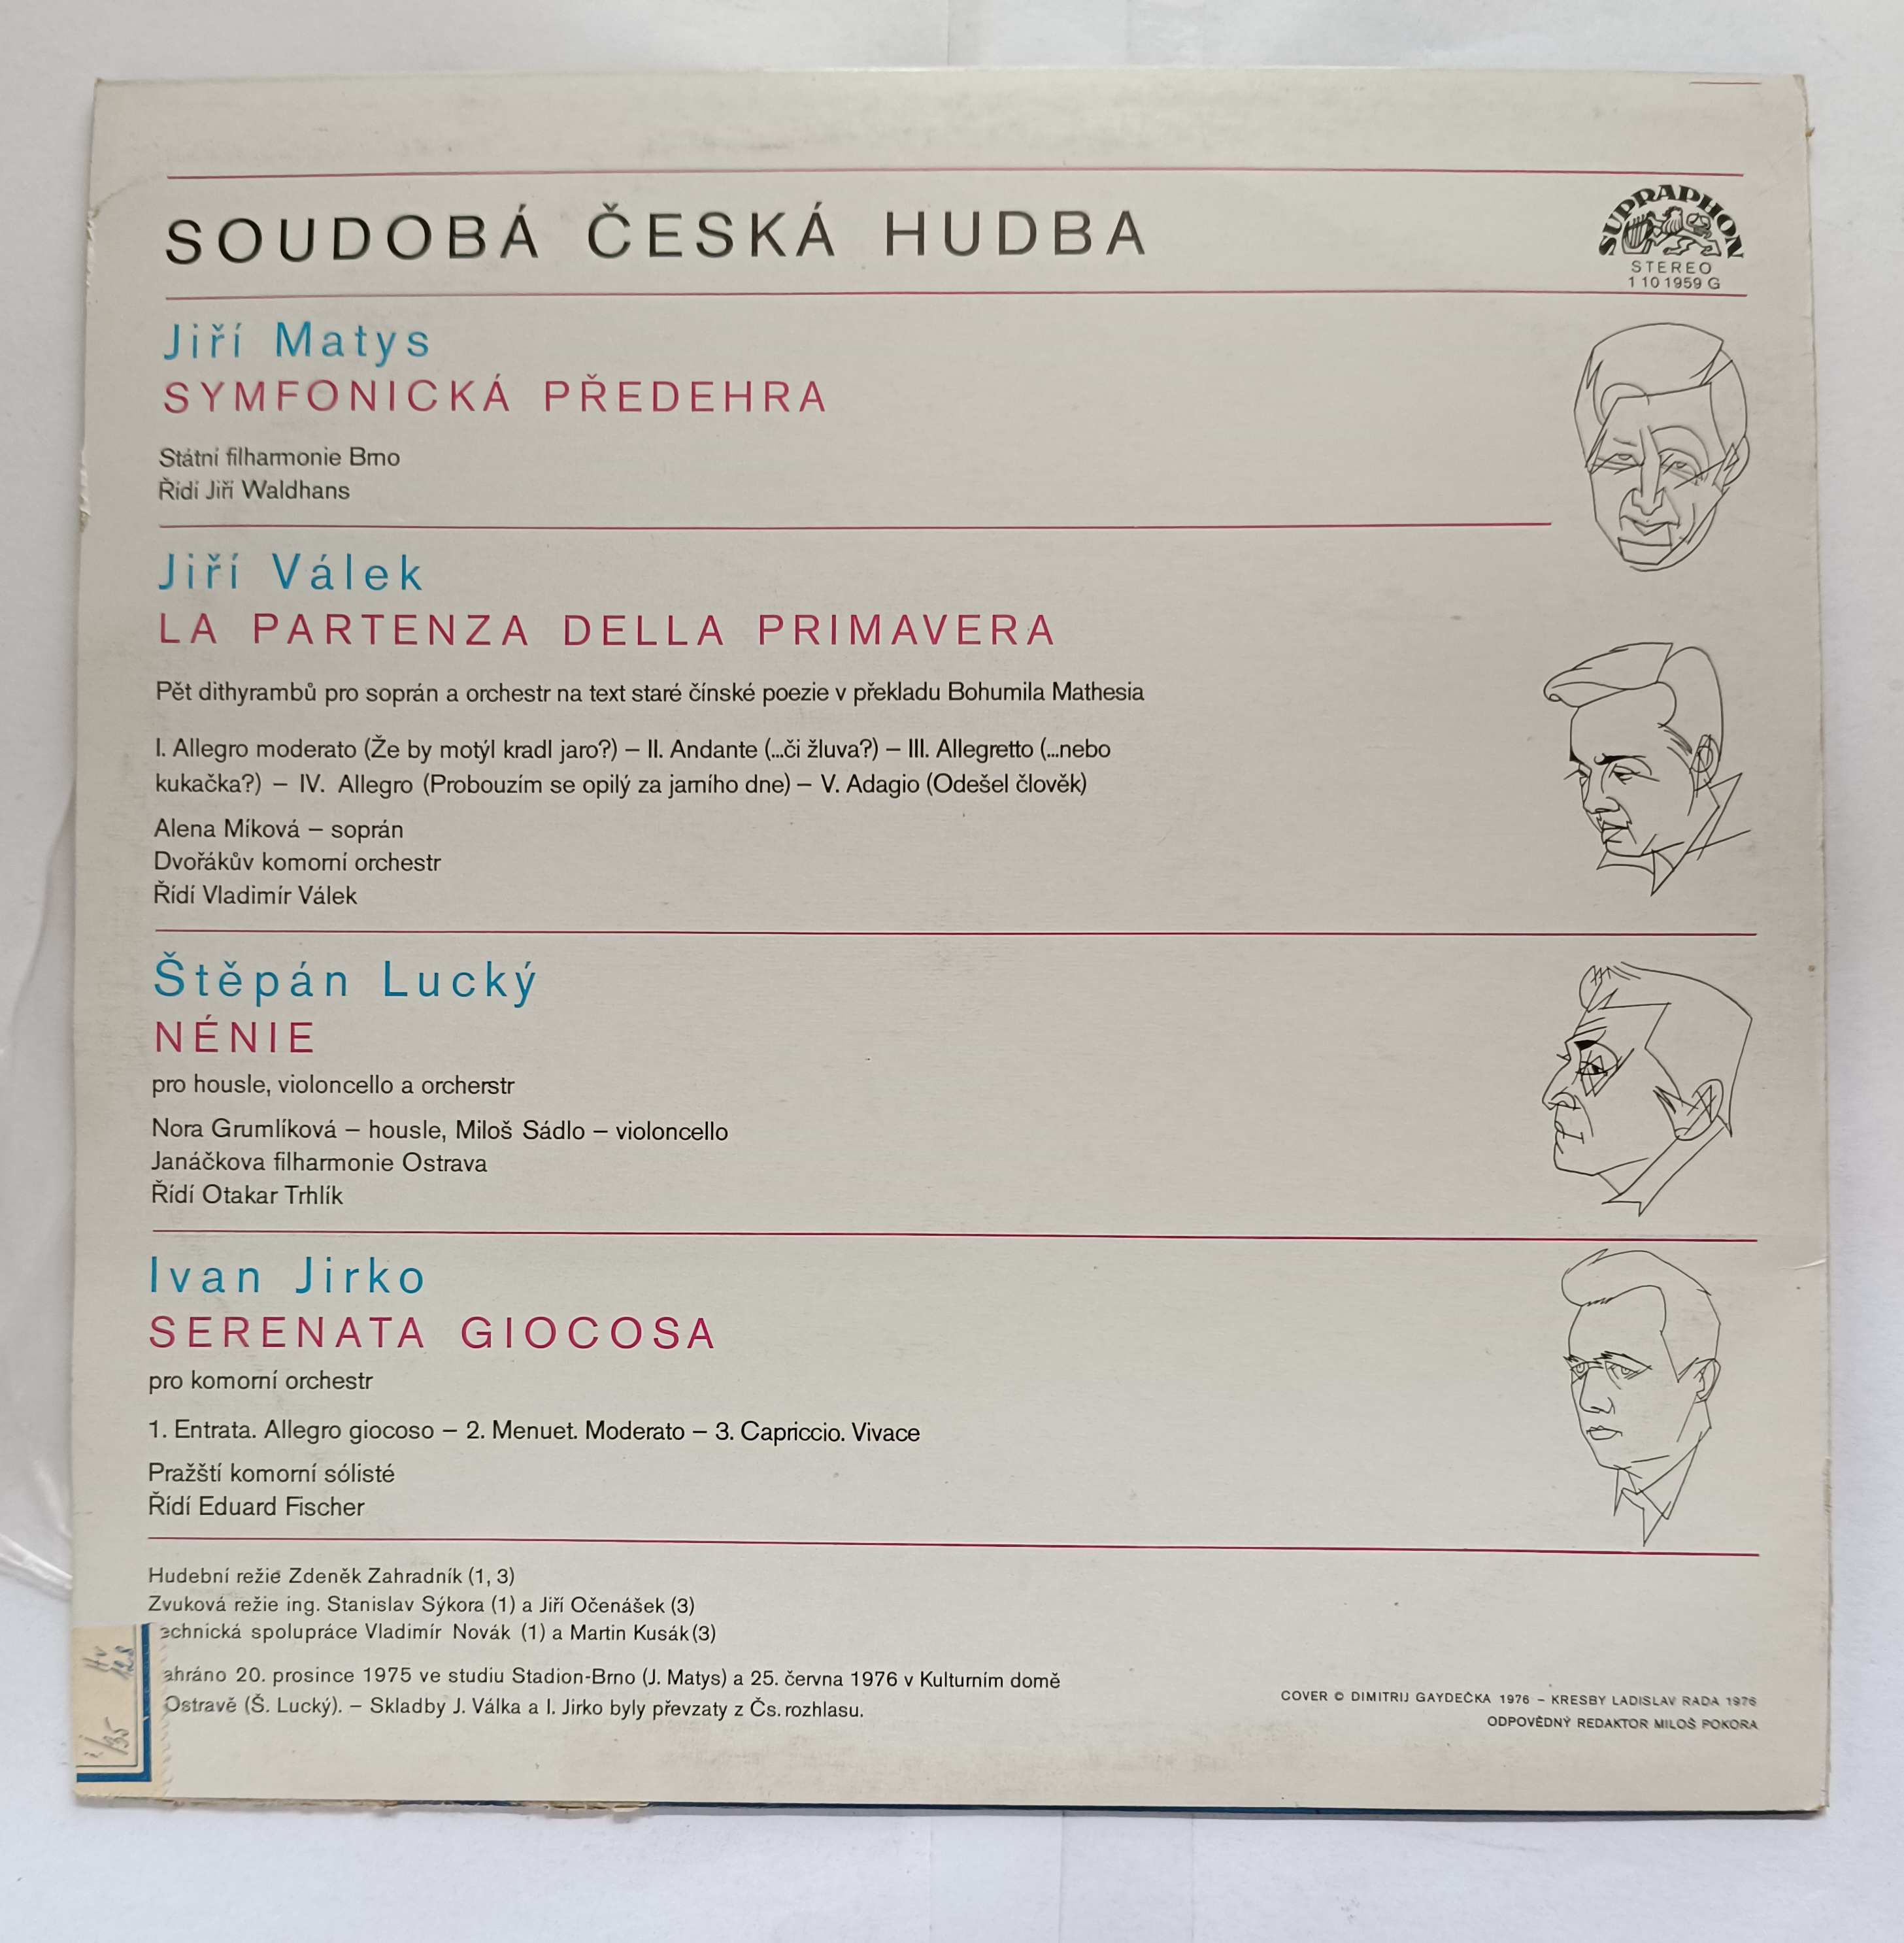 SOUDOBÁ ČESKÁ HUDBA
SUPRAPHON
STEREO
1 10 1959 G
Jiří Matys
SYMFONICKÁ PŘEDEHRA
Státní filharmonie Brno
Řídí Jiří Waldhans
Jiří Válek
LA PARTENZA DELLA PRIMAVERA
Pět dithyrambů pro soprán a orchestr na text staré čínské poezie v překladu Bohumila Mathesia
I. Allegro moderato (Že by motýl kradl jaro?) – II. Andante (...či žluva?) – III. Allegretto (...nebo
kukačka?) – IV. Allegro (Probouzím se opilý za jarního dne) – V. Adagio (Odešel člověk)
Alena Míková – soprán
Dvořákův komorní orchestr
Řídí Vladimír Válek
Štěpán Lucký
NÉNIE
pro housle, violoncello a orcherstr
Nora Grumlíková – housle, Miloš Sádlo – violoncello
Janáčkova filharmonie Ostrava
Řídí Otakar Trhlík
Ivan Jirko
SERENATA GIOCOSA
pro komorní orchestr
1. Entrata. Allegro giocoso – 2. Menuet. Moderato – 3. Capriccio. Vivace
Pražští komorní sólisté
Řídí Eduard Fischer
Hudební režie Zdeněk Zahradník (1, 3)
Zvuková režie ing. Stanislav Sýkora (1) a Jiří Očenášek (3)
echnická spolupráce Vladimír Novák (1) a Martin Kusák (3)
ahráno 20. prosince 1975 ve studiu Stadion-Brno (J. Matys) a 25. června 1976 v Kulturním domě
Ostravě (Š. Lucký). – Skladby J. Válka a I. Jirko byly převzaty z Čs. rozhlasu.
COVER © DIMITRIJ GAYDEČKA 1976 – KRESBY LADISLAV RADA 1976
ODPOVĚDNÝ REDAKTOR MILOŠ POKORA